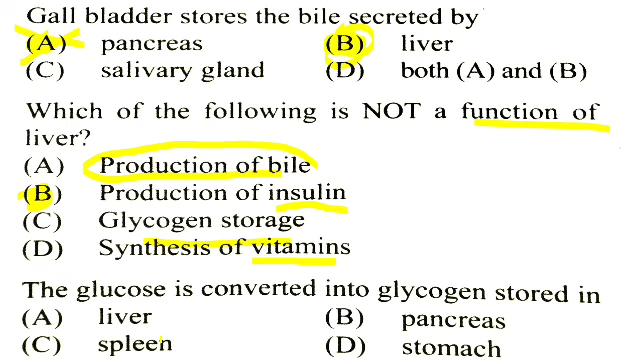 Gall bladder stores the bile secreted by
(A) pancreas (B) liver
(C) salivary gland (D) both (A) and (B)
Which of the following is NOT a function of
liver?
(A) Production of bile
(B) Production of insulin
(C) Glycogen storage
(D) Synthesis of vitamins
The glucose is converted into glycogen stored in
(A) liver (B) pancreas
(C) spleen (D) stomach